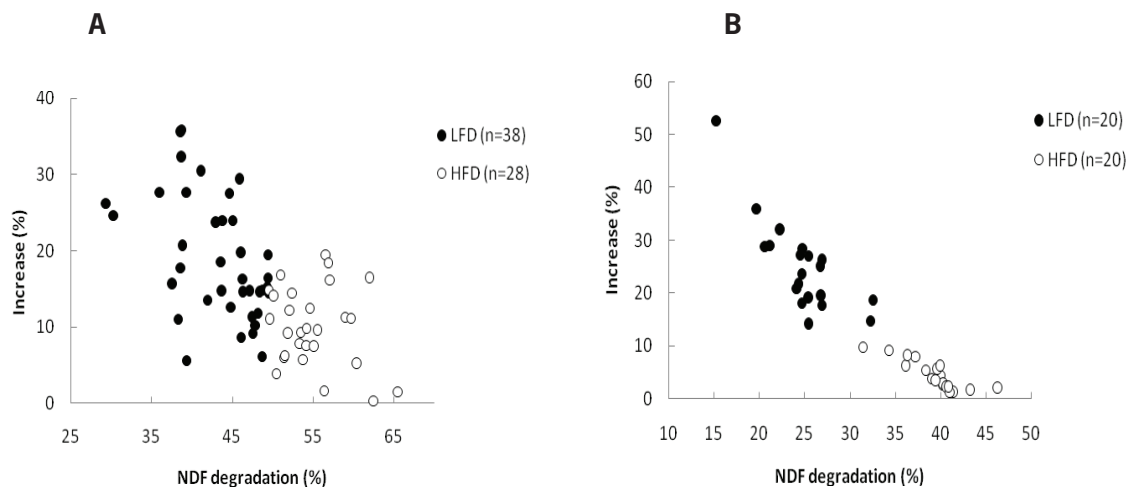 A
B
40
30
20
10
0
Increase (%)
25 35 45 55 65
NDF degradation (%)
LFD (n=38)
HFD (n=28)
60
50
40
30
20
10
0
Increase (%)
10 15 20 25 30 35 40 45 50
NDF degradation (%)
LFD (n=20)
HFD (n=20)